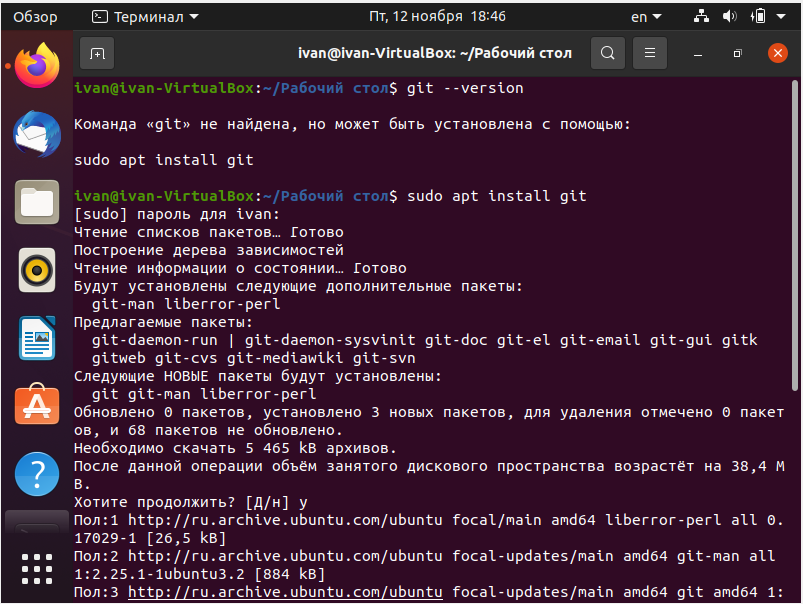 Обзор
Терминал
Пт, 12 ноября 18:46
en
ivan@ivan-VirtualBox: ~/Рабочий стол
ivan@ivan-VirtualBox:~/Рабочий стол$ git --version
Команда «git» не найдена, но может быть установлена с помощью:
sudo apt install git
ivan@ivan-VirtualBox:~/Рабочий стол$ sudo apt install git
[sudo] пароль для ivan:
Чтение списков пакетов… Готово
Построение дерева зависимостей
Чтение информации о состоянии… Готово
Будут установлены следующие дополнительные пакеты:
  git-man liberror-perl
Предлагаемые пакеты:
  git-daemon-run | git-daemon-sysvinit git-doc git-el git-email git-gui gitk
  gitweb git-cvs git-mediawiki git-svn
Следующие НОВЫЕ пакеты будут установлены:
  git git-man liberror-perl
Обновлено 0 пакетов, установлено 3 новых пакетов, для удаления отмечено 0 пакет
ов, и 68 пакетов не обновлено.
Необходимо скачать 5 465 kB архивов.
После данной операции объём занятого дискового пространства возрастёт на 38,4 M
B.
Хотите продолжить? [Д/н] y
Пол:1 http://ru.archive.ubuntu.com/ubuntu focal/main amd64 liberror-perl all 0.
17029-1 [26,5 kB]
Пол:2 http://ru.archive.ubuntu.com/ubuntu focal-updates/main amd64 git-man all
1:2.25.1-1ubuntu3.2 [884 kB]
Пол:3 http://ru.archive.ubuntu.com/ubuntu focal-updates/main amd64 git amd64 1: